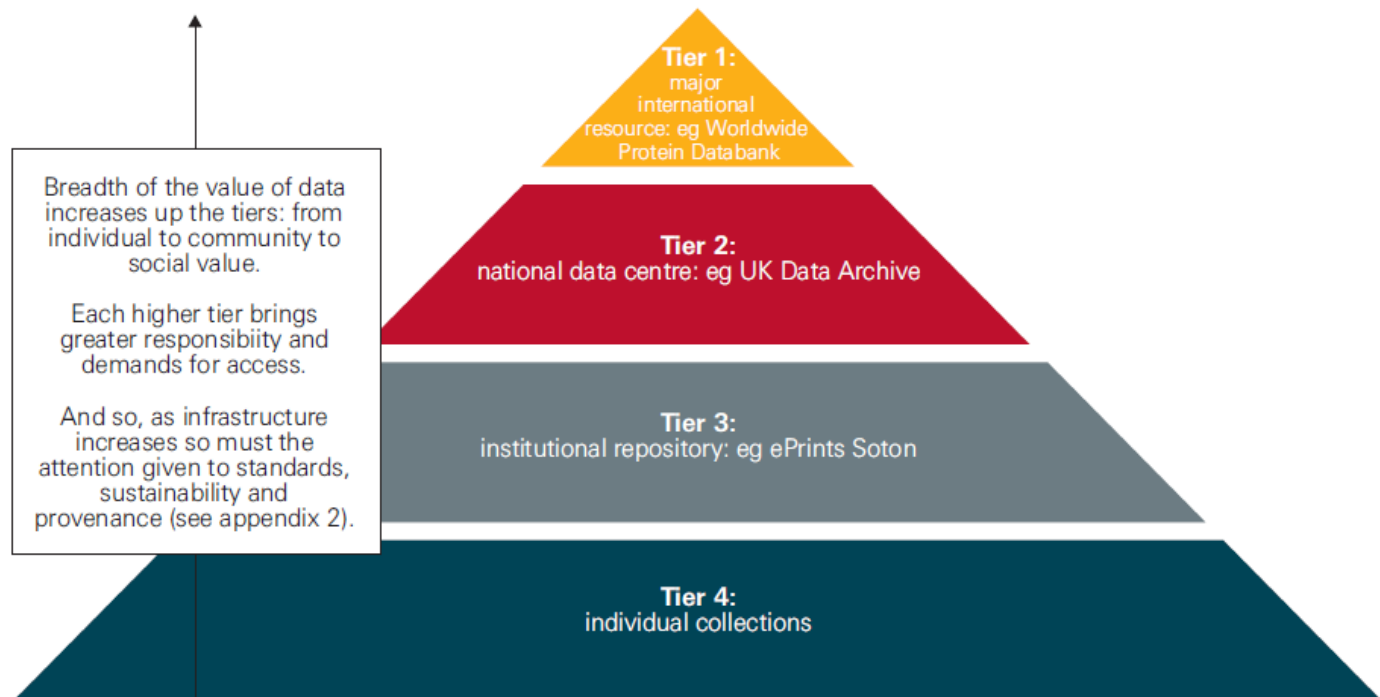 Tier 1:
major
international
resource: eg Worldwide
Protein Databank
Breadth of the value of data
increases up the tiers: from
individual to community to
social value.
Each higher tier brings
greater responsibiity and
demands for access.
And so, as infrastructure
increases so must the
attention given to standards,
sustainability and
provenance (see appendix 2).
Tier 2:
national data centre: eg UK Data Archive
Tier 3:
institutional repository: eg ePrints Soton
Tier 4:
individual collections